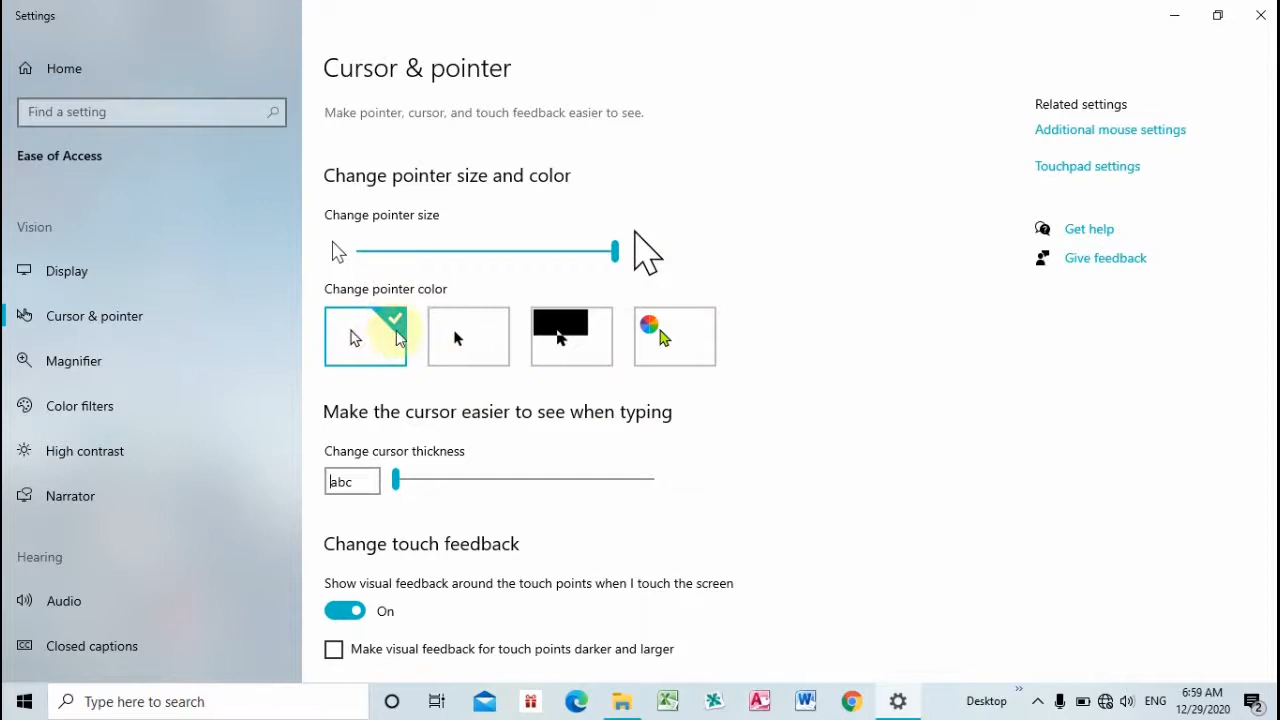 Settings
Home
Find a setting
Ease of Access
Vision
Display
Cursor & pointer
Magnifier
Color filters
High contrast
Narrator
Hearing
Audio
Closed captions
Cursor & pointer
Make pointer, cursor, and touch feedback easier to see.
Change pointer size and color
Change pointer size
Change pointer color
Make the cursor easier to see when typing
Change cursor thickness
abc
Change touch feedback
Show visual feedback around the touch points when I touch the screen
On
Make visual feedback for touch points darker and larger
Related settings
Additional mouse settings
Touchpad settings
Get help
Give feedback
Type here to search
Desktop
ENG
6:59 AM
12/29/2020
2